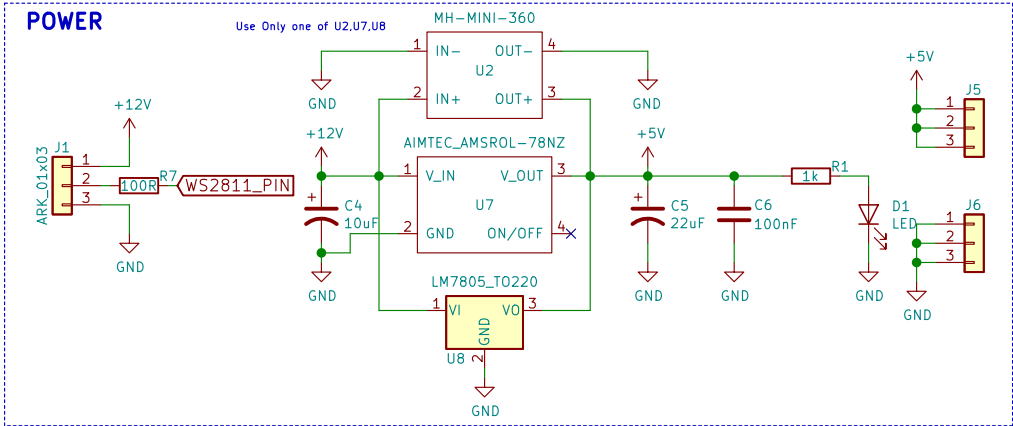 POWER
Use Only one of U2,U7,U8
MH-MINI-360
1 IN- OUT- 4
U2
2 IN+ OUT+ 3
GND
GND
+12V
J1
ARK_01x03
1
2
3
100R
R7
WS2811_PIN
GND
+12V
AIMTEC_AMSROL-78NZ
1 V_IN V_OUT 3
U7
2 GND ON/OFF 4
+
C4
10uF
GND
LM7805_TO220
1 VI VO 3
GND
U8
2
GND
+5V
+
C5
22uF
GND
C6
100nF
GND
R1
1k
D1
LED
GND
+5V
J5
1
2
3
J6
1
2
3
GND